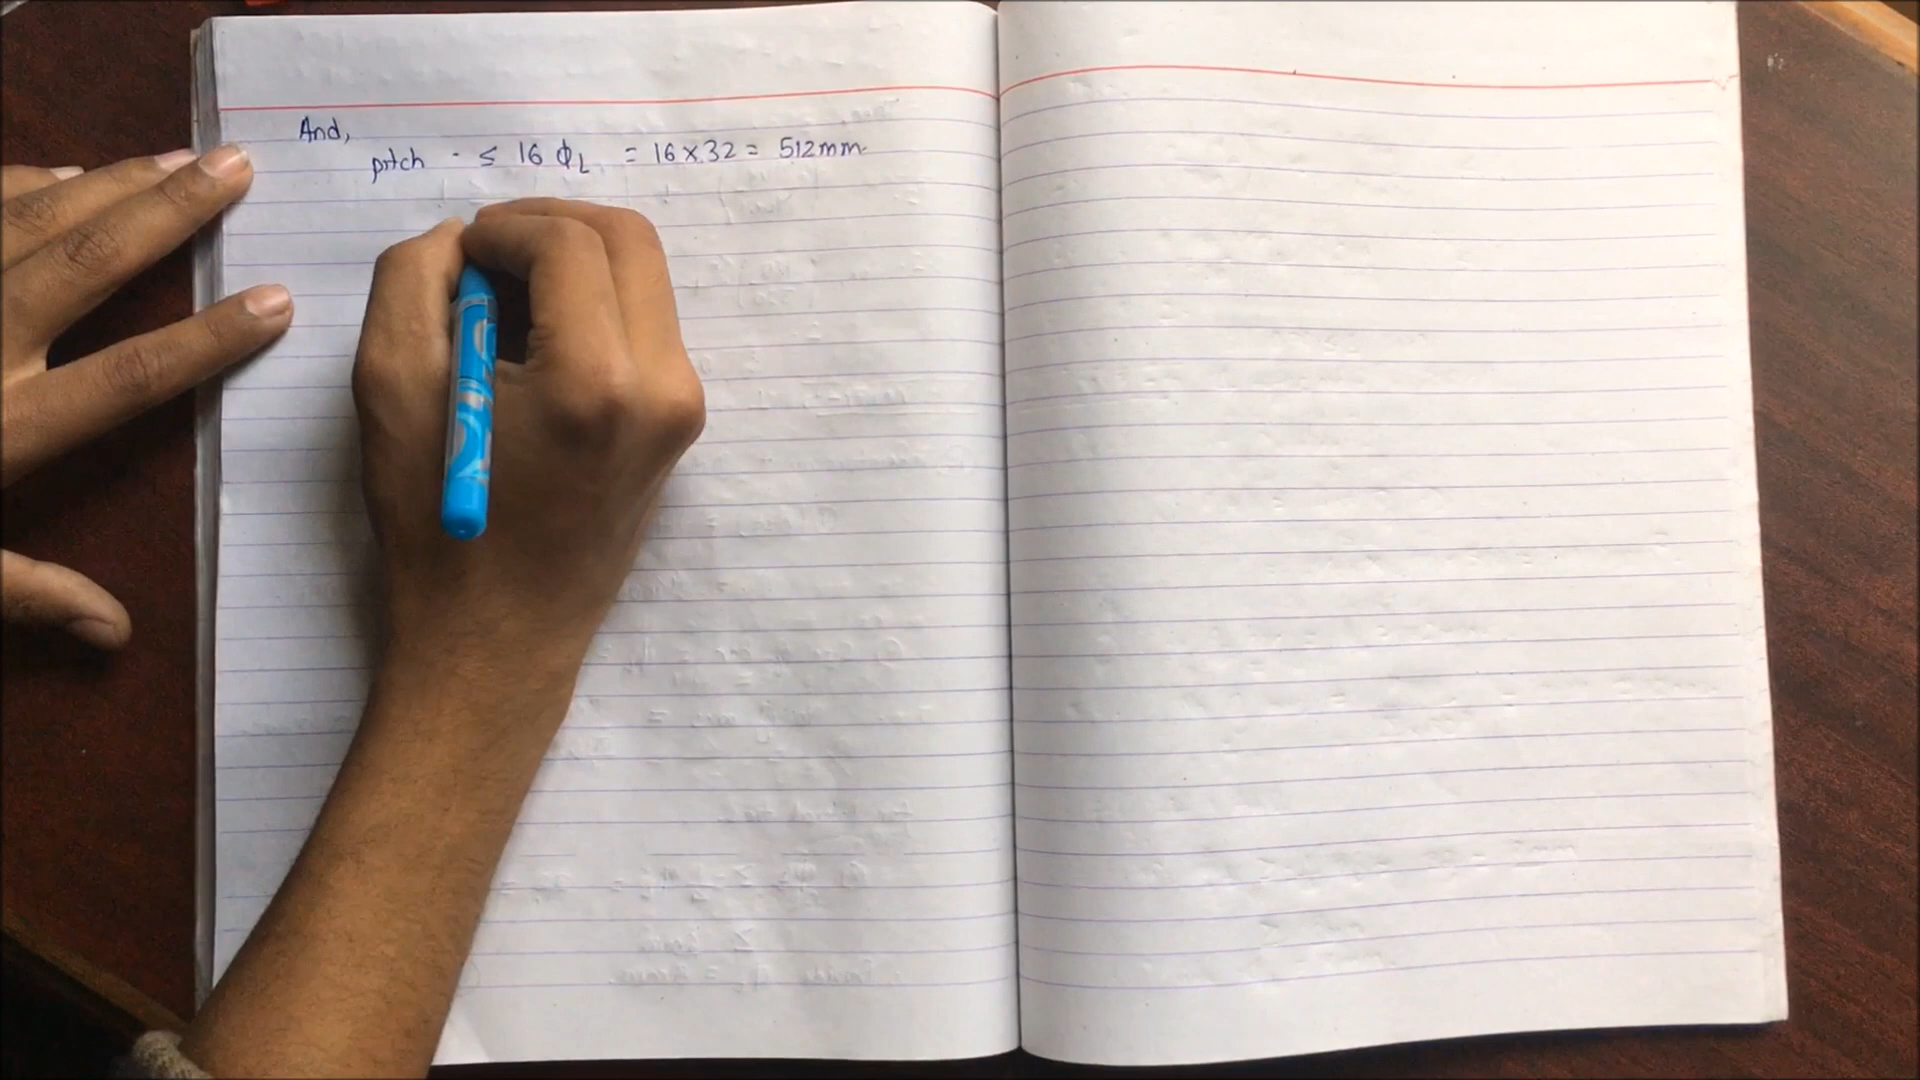 And,
pitch ≤ 16 ϕL = 16 × 32 = 512mm.